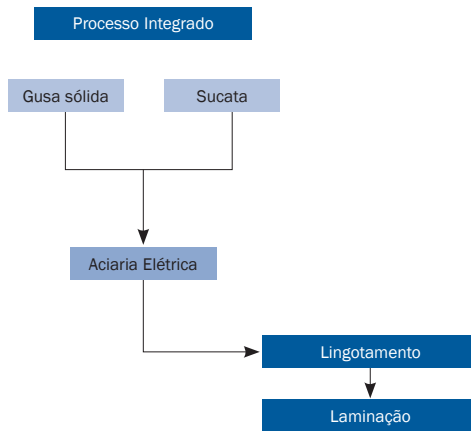 Processo Integrado
Gusa sólida
Sucata
Aciaria Elétrica
Lingotamento
Laminação